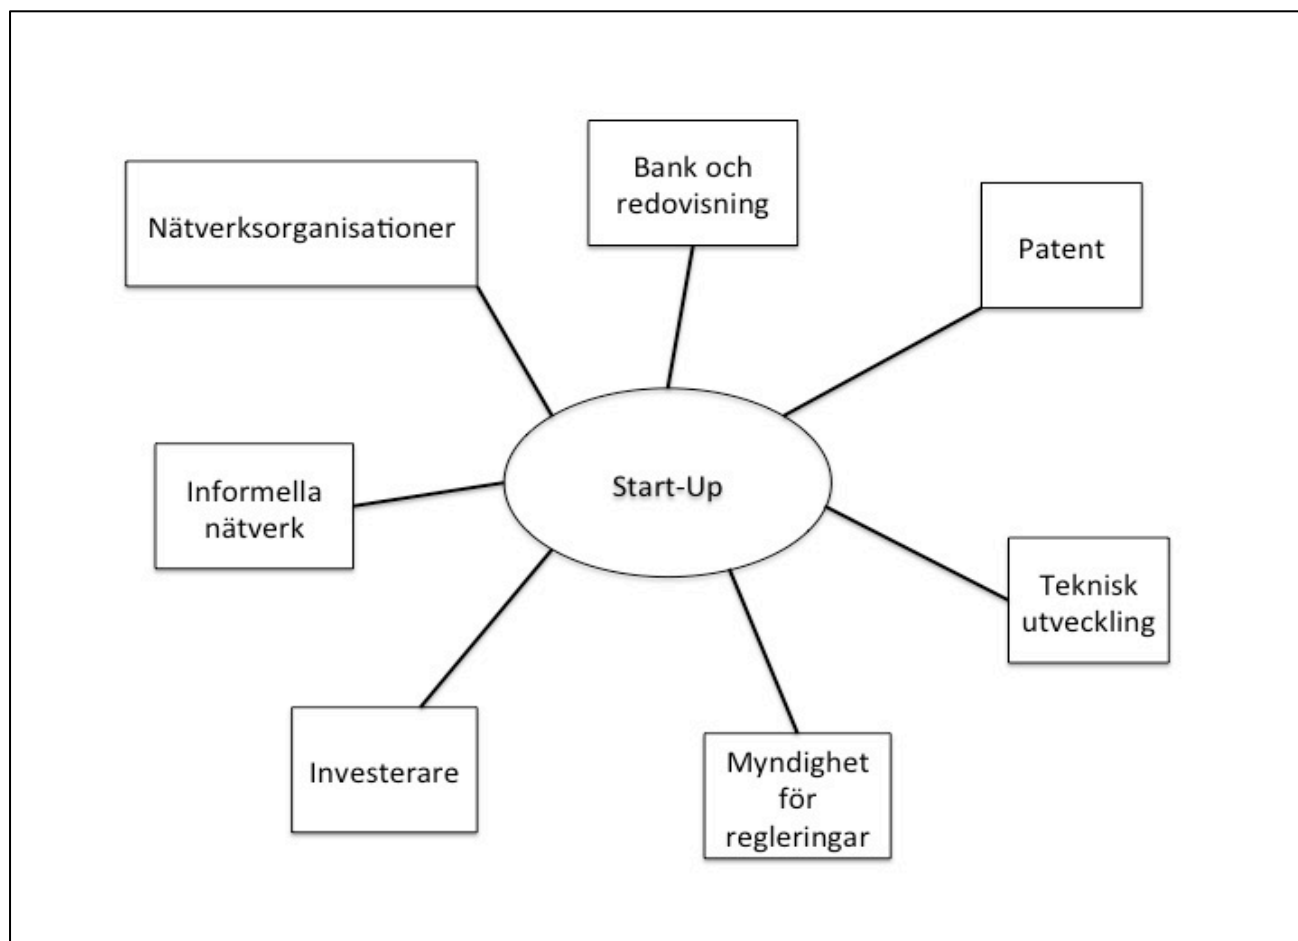 Bank och
redovisning
Nätverksorganisationer
Patent
Informella
nätverk
Start-Up
Teknisk
utveckling
Investerare
Myndighet
för
regleringar